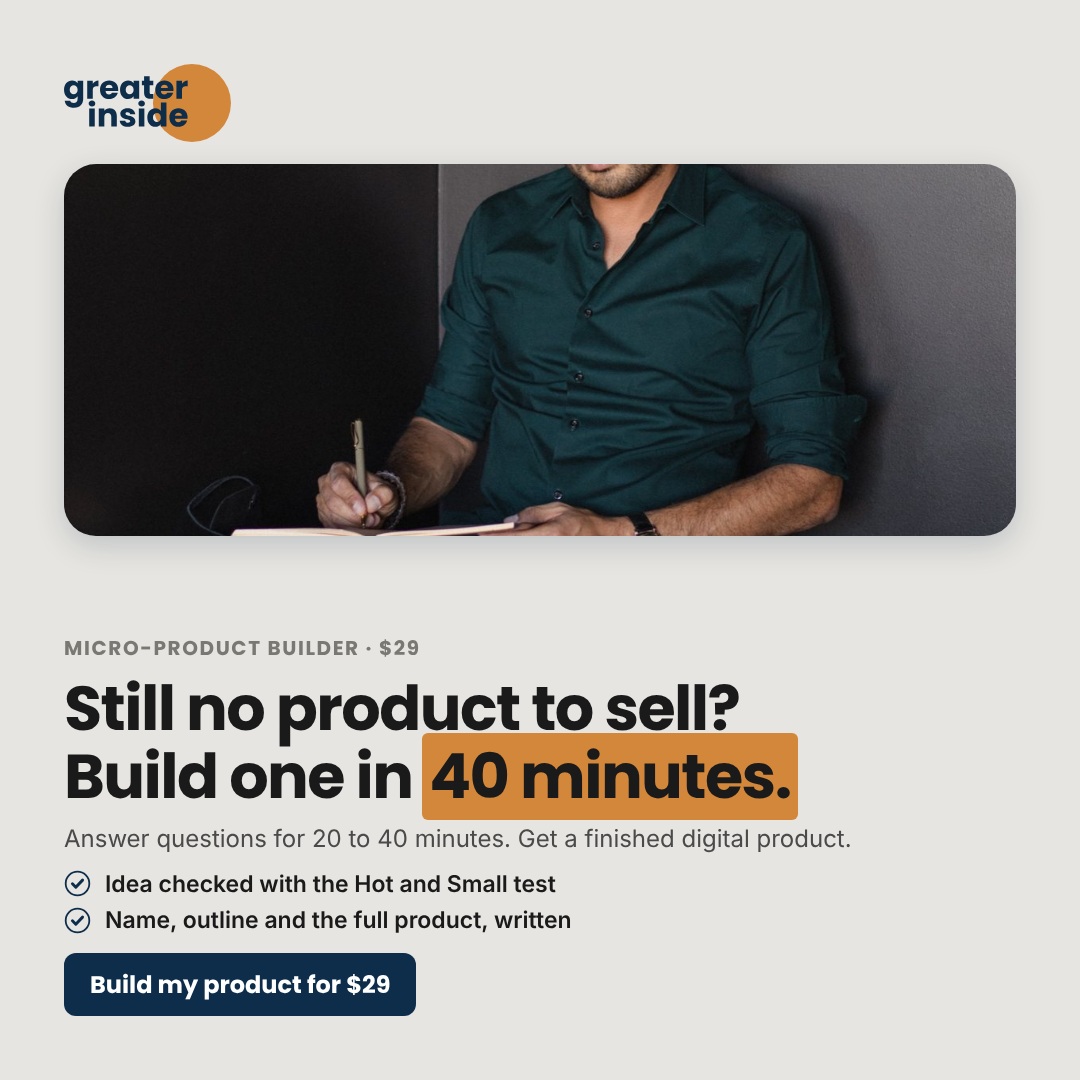 greater
inside
MICRO-PRODUCT BUILDER · $29
Still no product to sell?
Build one in 40 minutes.
Answer questions for 20 to 40 minutes. Get a finished digital product.
Idea checked with the Hot and Small test
Name, outline and the full product, written
Build my product for $29